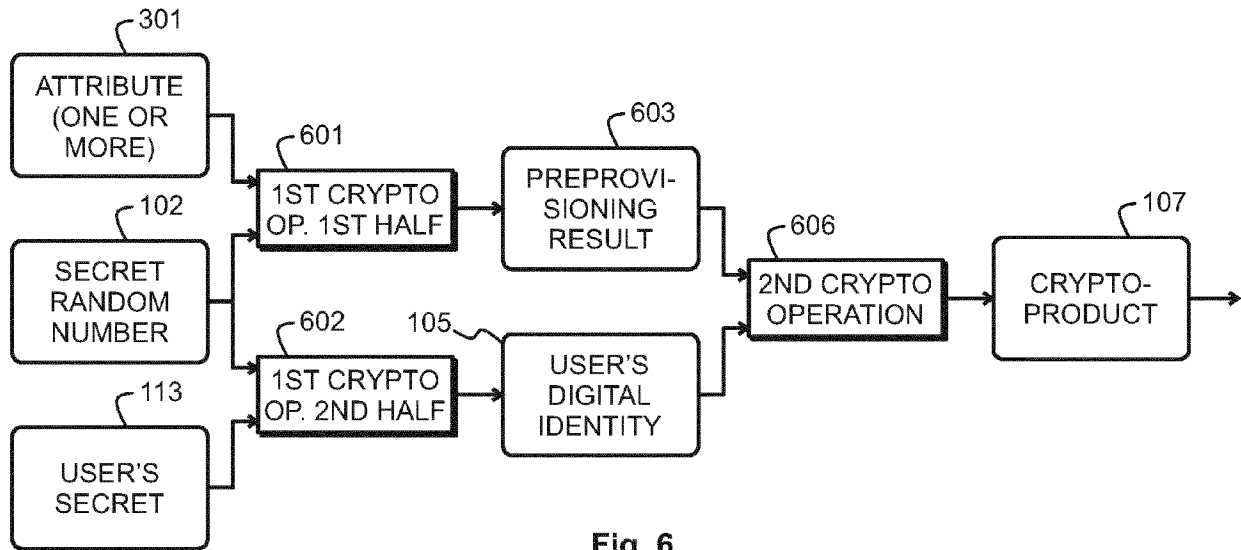 301
ATTRIBUTE
(ONE OR
MORE)
102
SECRET
RANDOM
NUMBER
113
USER'S
SECRET
601
1ST CRYPTO
OP. 1ST HALF
602
1ST CRYPTO
OP. 2ND HALF
603
PREPROVI-
SIONING
RESULT
105
USER'S
DIGITAL
IDENTITY
606
2ND CRYPTO
OPERATION
107
CRYPTO-
PRODUCT
Fig. 6